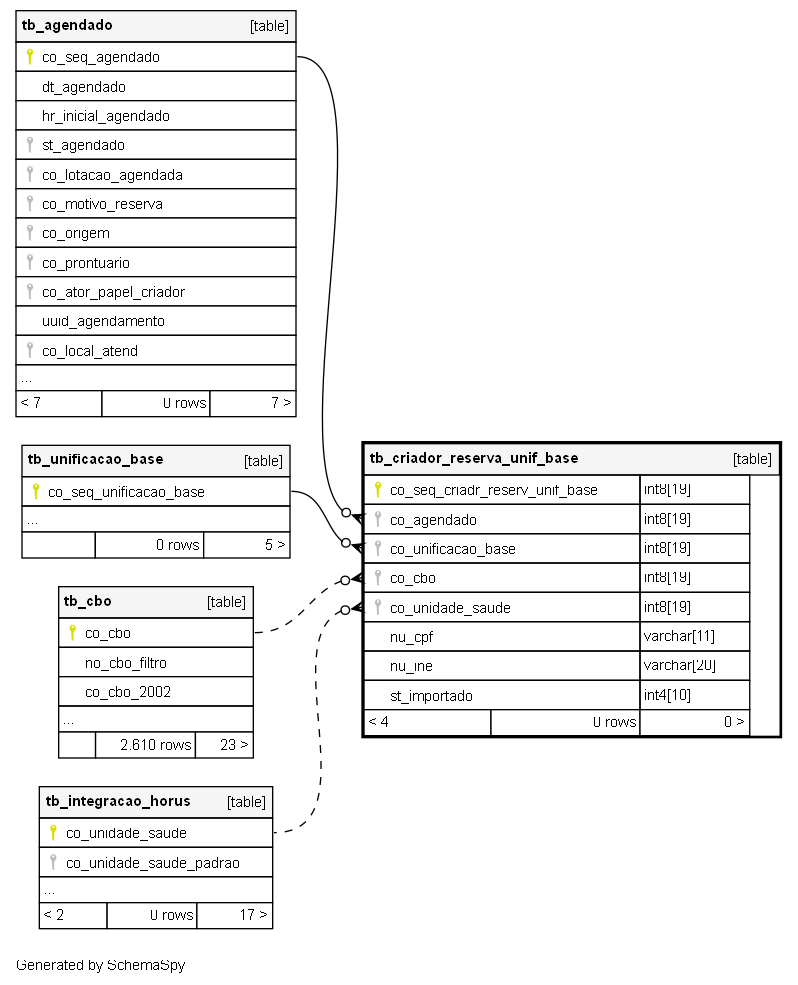 tb_agendado [table]
co_seq_agendado
dt_agendado
hr_inicial_agendado
st_agendado
co_lotacao_agendada
co_motivo_reserva
co_origem
co_prontuario
co_ator_papel_criador
uuid_agendamento
co_local_atend
...
< 7 0 rows 7 >
tb_unificacao_base [table]
co_seq_unificacao_base
...
0 rows 5 >
tb_cbo [table]
co_cbo
no_cbo_filtro
co_cbo_2002
...
2.610 rows 23 >
tb_integracao_horus [table]
co_unidade_saude
co_unidade_saude_padrao
...
< 2 0 rows 17 >
tb_criador_reserva_unif_base [table]
co_seq_criadr_reserv_unif_base int8[19]
co_agendado int8[19]
co_unificacao_base int8[19]
co_cbo int8[19]
co_unidade_saude int8[19]
nu_cpf varchar[11]
nu_ine varchar[20]
st_importado int4[10]
< 4 0 rows 0 >
Generated by SchemaSpy